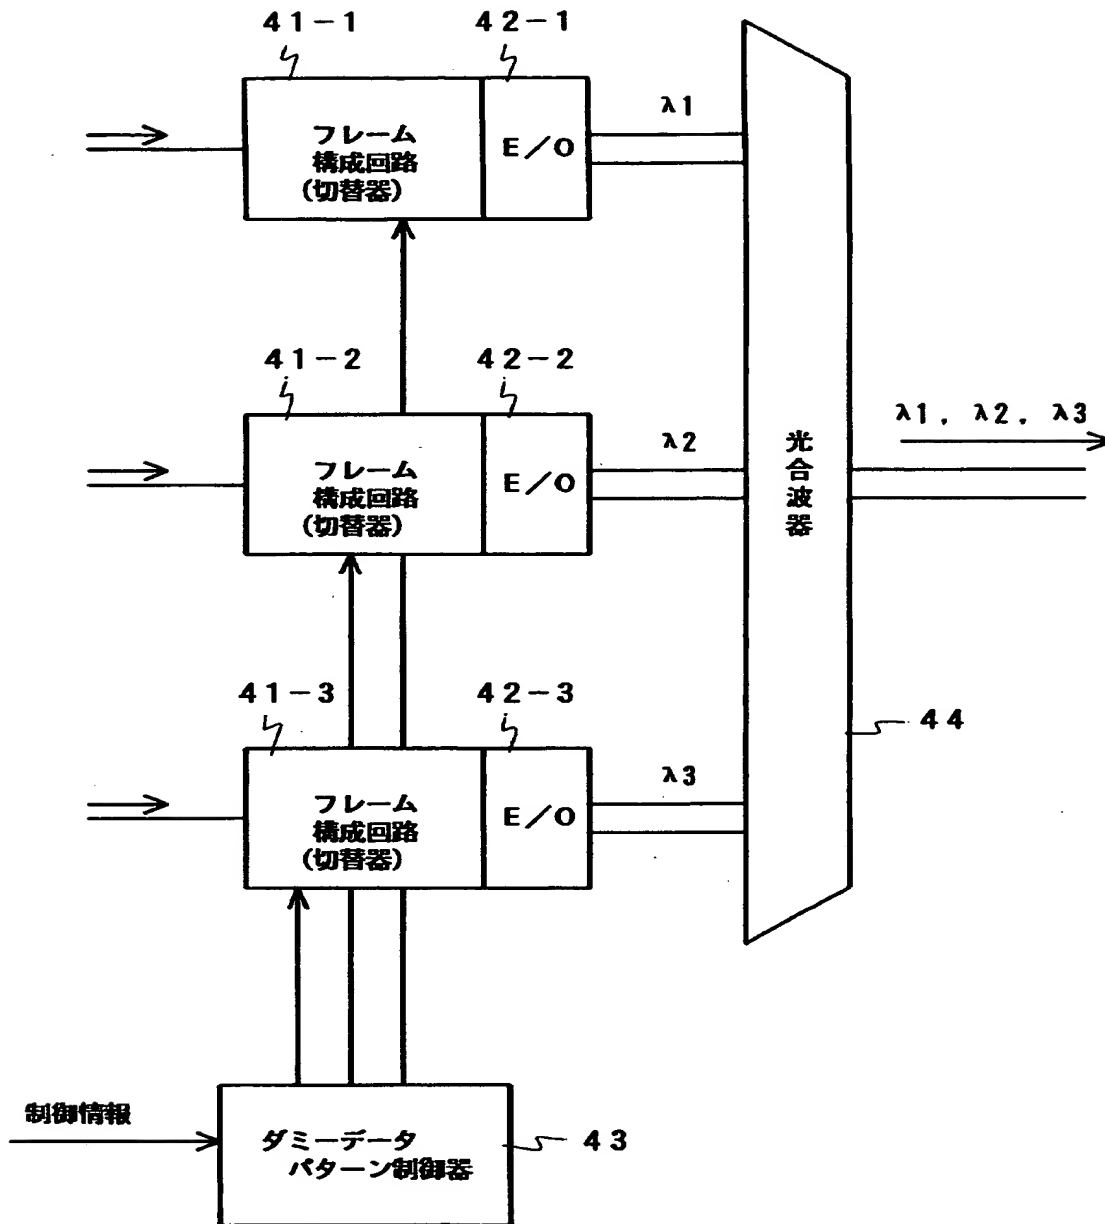 41-1
42-1
フレーム
構成回路
(切替器)
E/O
λ1
41-2
42-2
フレーム
構成回路
(切替器)
E/O
λ2
光合波器
λ1, λ2, λ3
41-3
42-3
フレーム
構成回路
(切替器)
E/O
λ3
44
制御情報
ダミーデータ
パターン制御器
43